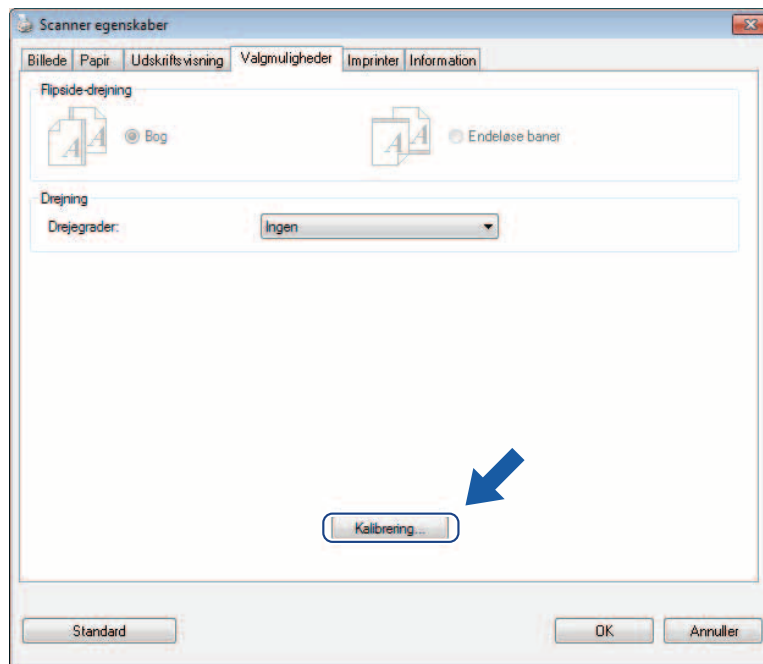 Scanner egenskaber
Billede Papir Udskriftsvisning Valgmuligheder Imprinter Information
Flipside-drejning
Bog Endeløse baner
Drejning
Drejegrader: Ingen
Kalibrering...
Standard OK Annuller